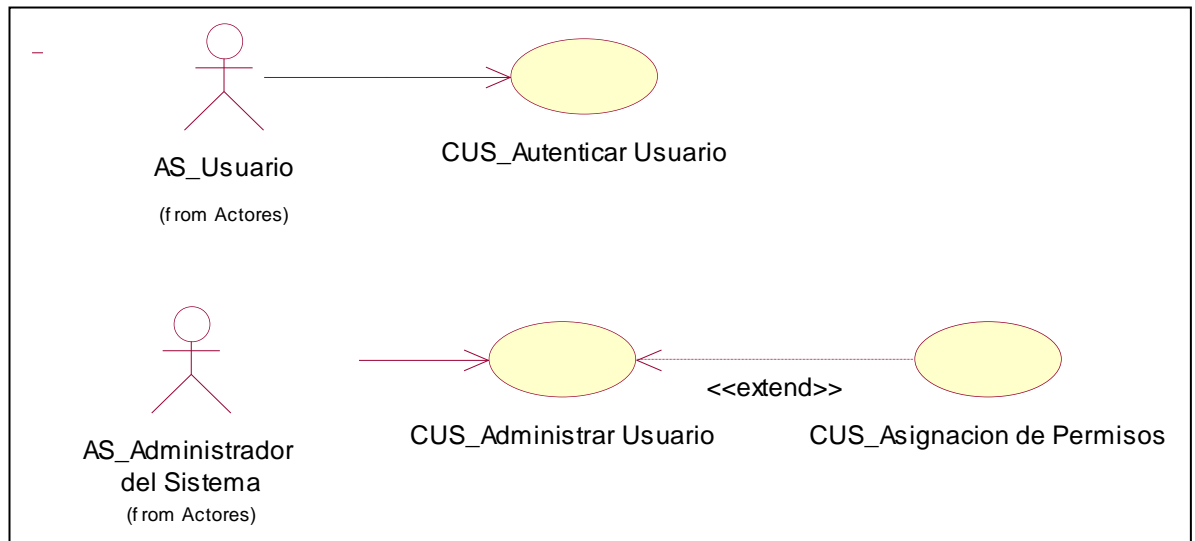 AS_Usuario
(from Actores)
CUS_Autenticar Usuario
AS_Administrador
del Sistema
(from Actores)
CUS_Administrar Usuario
<<extend>>
CUS_Asignacion de Permisos